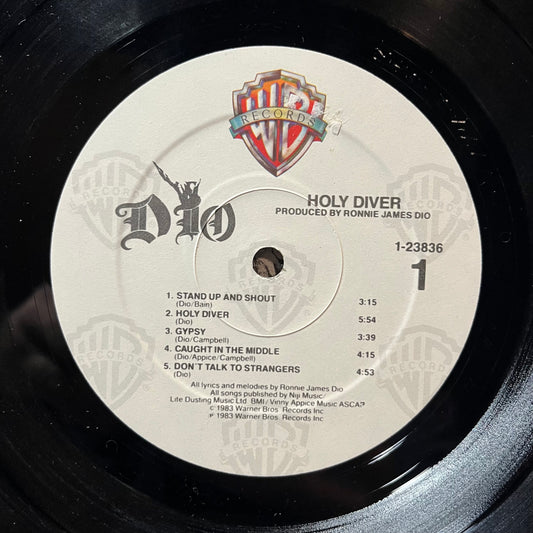 WB
RECORDS
DIO
HOLY DIVER
PRODUCED BY RONNIE JAMES DIO
1-23836
1
1. STAND UP AND SHOUT 3:15
(Dio/Bain)
2. HOLY DIVER 5:54
(Dio)
3. GYPSY 3:39
(Dio/Campbell)
4. CAUGHT IN THE MIDDLE 4:15
(Dio/Appice/Campbell)
5. DON'T TALK TO STRANGERS 4:53
(Dio)
All lyrics and melodies by Ronnie James Dio
All songs published by Niji Music/
Life Dusting Music Ltd. BMI/Vinny Appice Music ASCAP
© 1983 Warner Bros. Records Inc
℗ 1983 Warner Bros. Records Inc